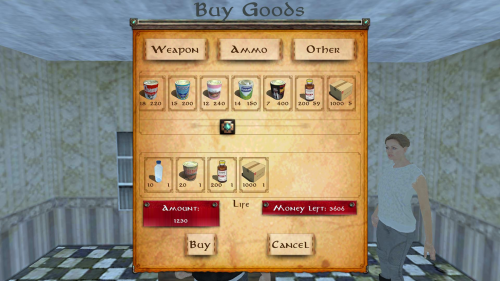 Buy Goods
Weapon Ammo Other
18 220 15 200 12 240 14 150 7 400 200 59 1000 5
10 1 20 1 200 1 1000 1
Amount: Life Money Left: 3606
1230
Buy Cancel